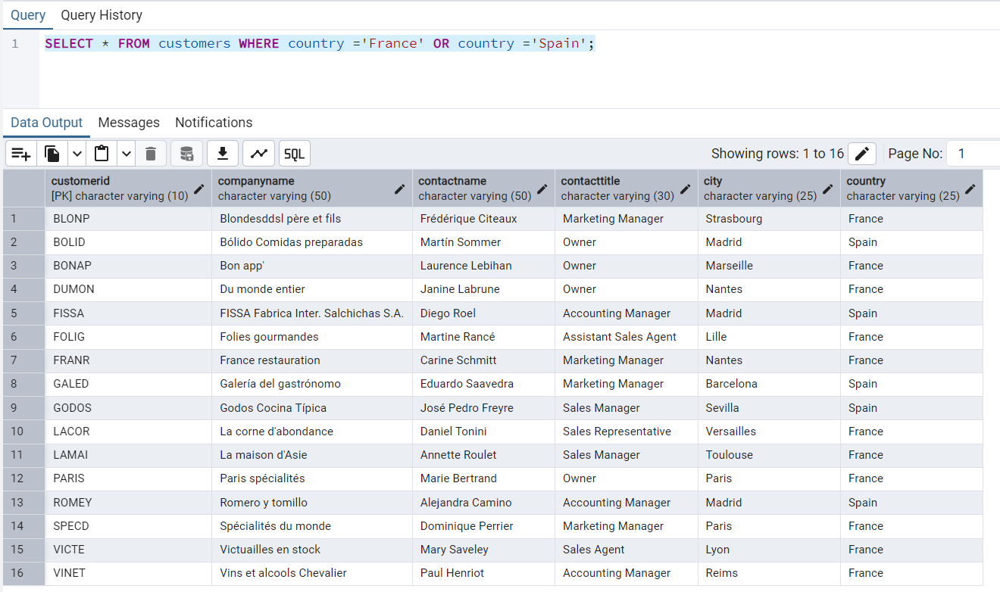 Query Query History
1 SELECT * FROM customers WHERE country ='France' OR country ='Spain';
Data Output Messages Notifications
SQL Showing rows: 1 to 16 Page No: 1
customerid companyname contactname contacttitle city country
[PK] character varying (10) character varying (50) character varying (50) character varying (30) character varying (25) character varying (25)
1 BLONP Blondesddsl père et fils Frédérique Citeaux Marketing Manager Strasbourg France
2 BOLID Bólido Comidas preparadas Martín Sommer Owner Madrid Spain
3 BONAP Bon app' Laurence Lebihan Owner Marseille France
4 DUMON Du monde entier Janine Labrune Owner Nantes France
5 FISSA FISSA Fabrica Inter. Salchichas S.A. Diego Roel Accounting Manager Madrid Spain
6 FOLIG Folies gourmandes Martine Rancé Assistant Sales Agent Lille France
7 FRANR France restauration Carine Schmitt Marketing Manager Nantes France
8 GALED Galería del gastrónomo Eduardo Saavedra Marketing Manager Barcelona Spain
9 GODOS Godos Cocina Típica José Pedro Freyre Sales Manager Sevilla Spain
10 LACOR La corne d'abondance Daniel Tonini Sales Representative Versailles France
11 LAMAI La maison d'Asie Annette Roulet Sales Manager Toulouse France
12 PARIS Paris spécialités Marie Bertrand Owner Paris France
13 ROMEY Romero y tomillo Alejandra Camino Accounting Manager Madrid Spain
14 SPECD Spécialités du monde Dominique Perrier Marketing Manager Paris France
15 VICTE Victuailles en stock Mary Saveley Sales Agent Lyon France
16 VINET Vins et alcools Chevalier Paul Henriot Accounting Manager Reims France